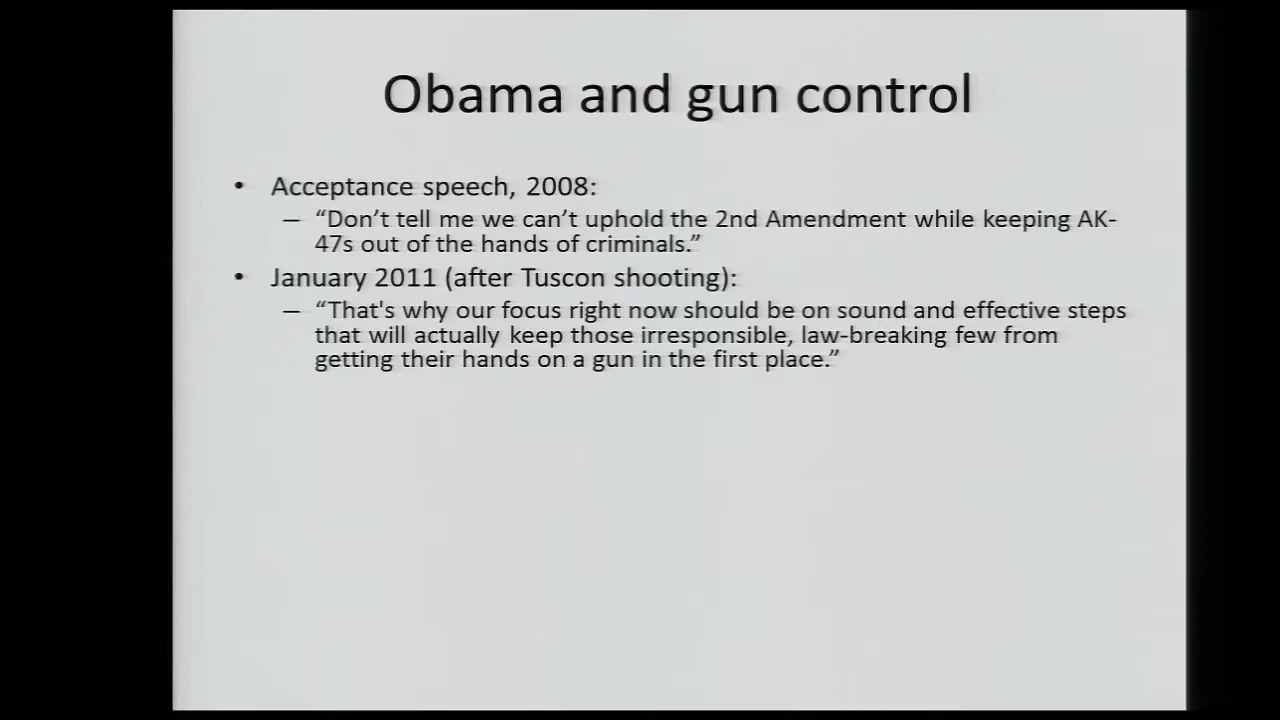 Obama and gun control
• Acceptance speech, 2008:
– “Don’t tell me we can’t uphold the 2nd Amendment while keeping AK-
47s out of the hands of criminals.”
• January 2011 (after Tuscon shooting):
– “That's why our focus right now should be on sound and effective steps
that will actually keep those irresponsible, law-breaking few from
getting their hands on a gun in the first place.”